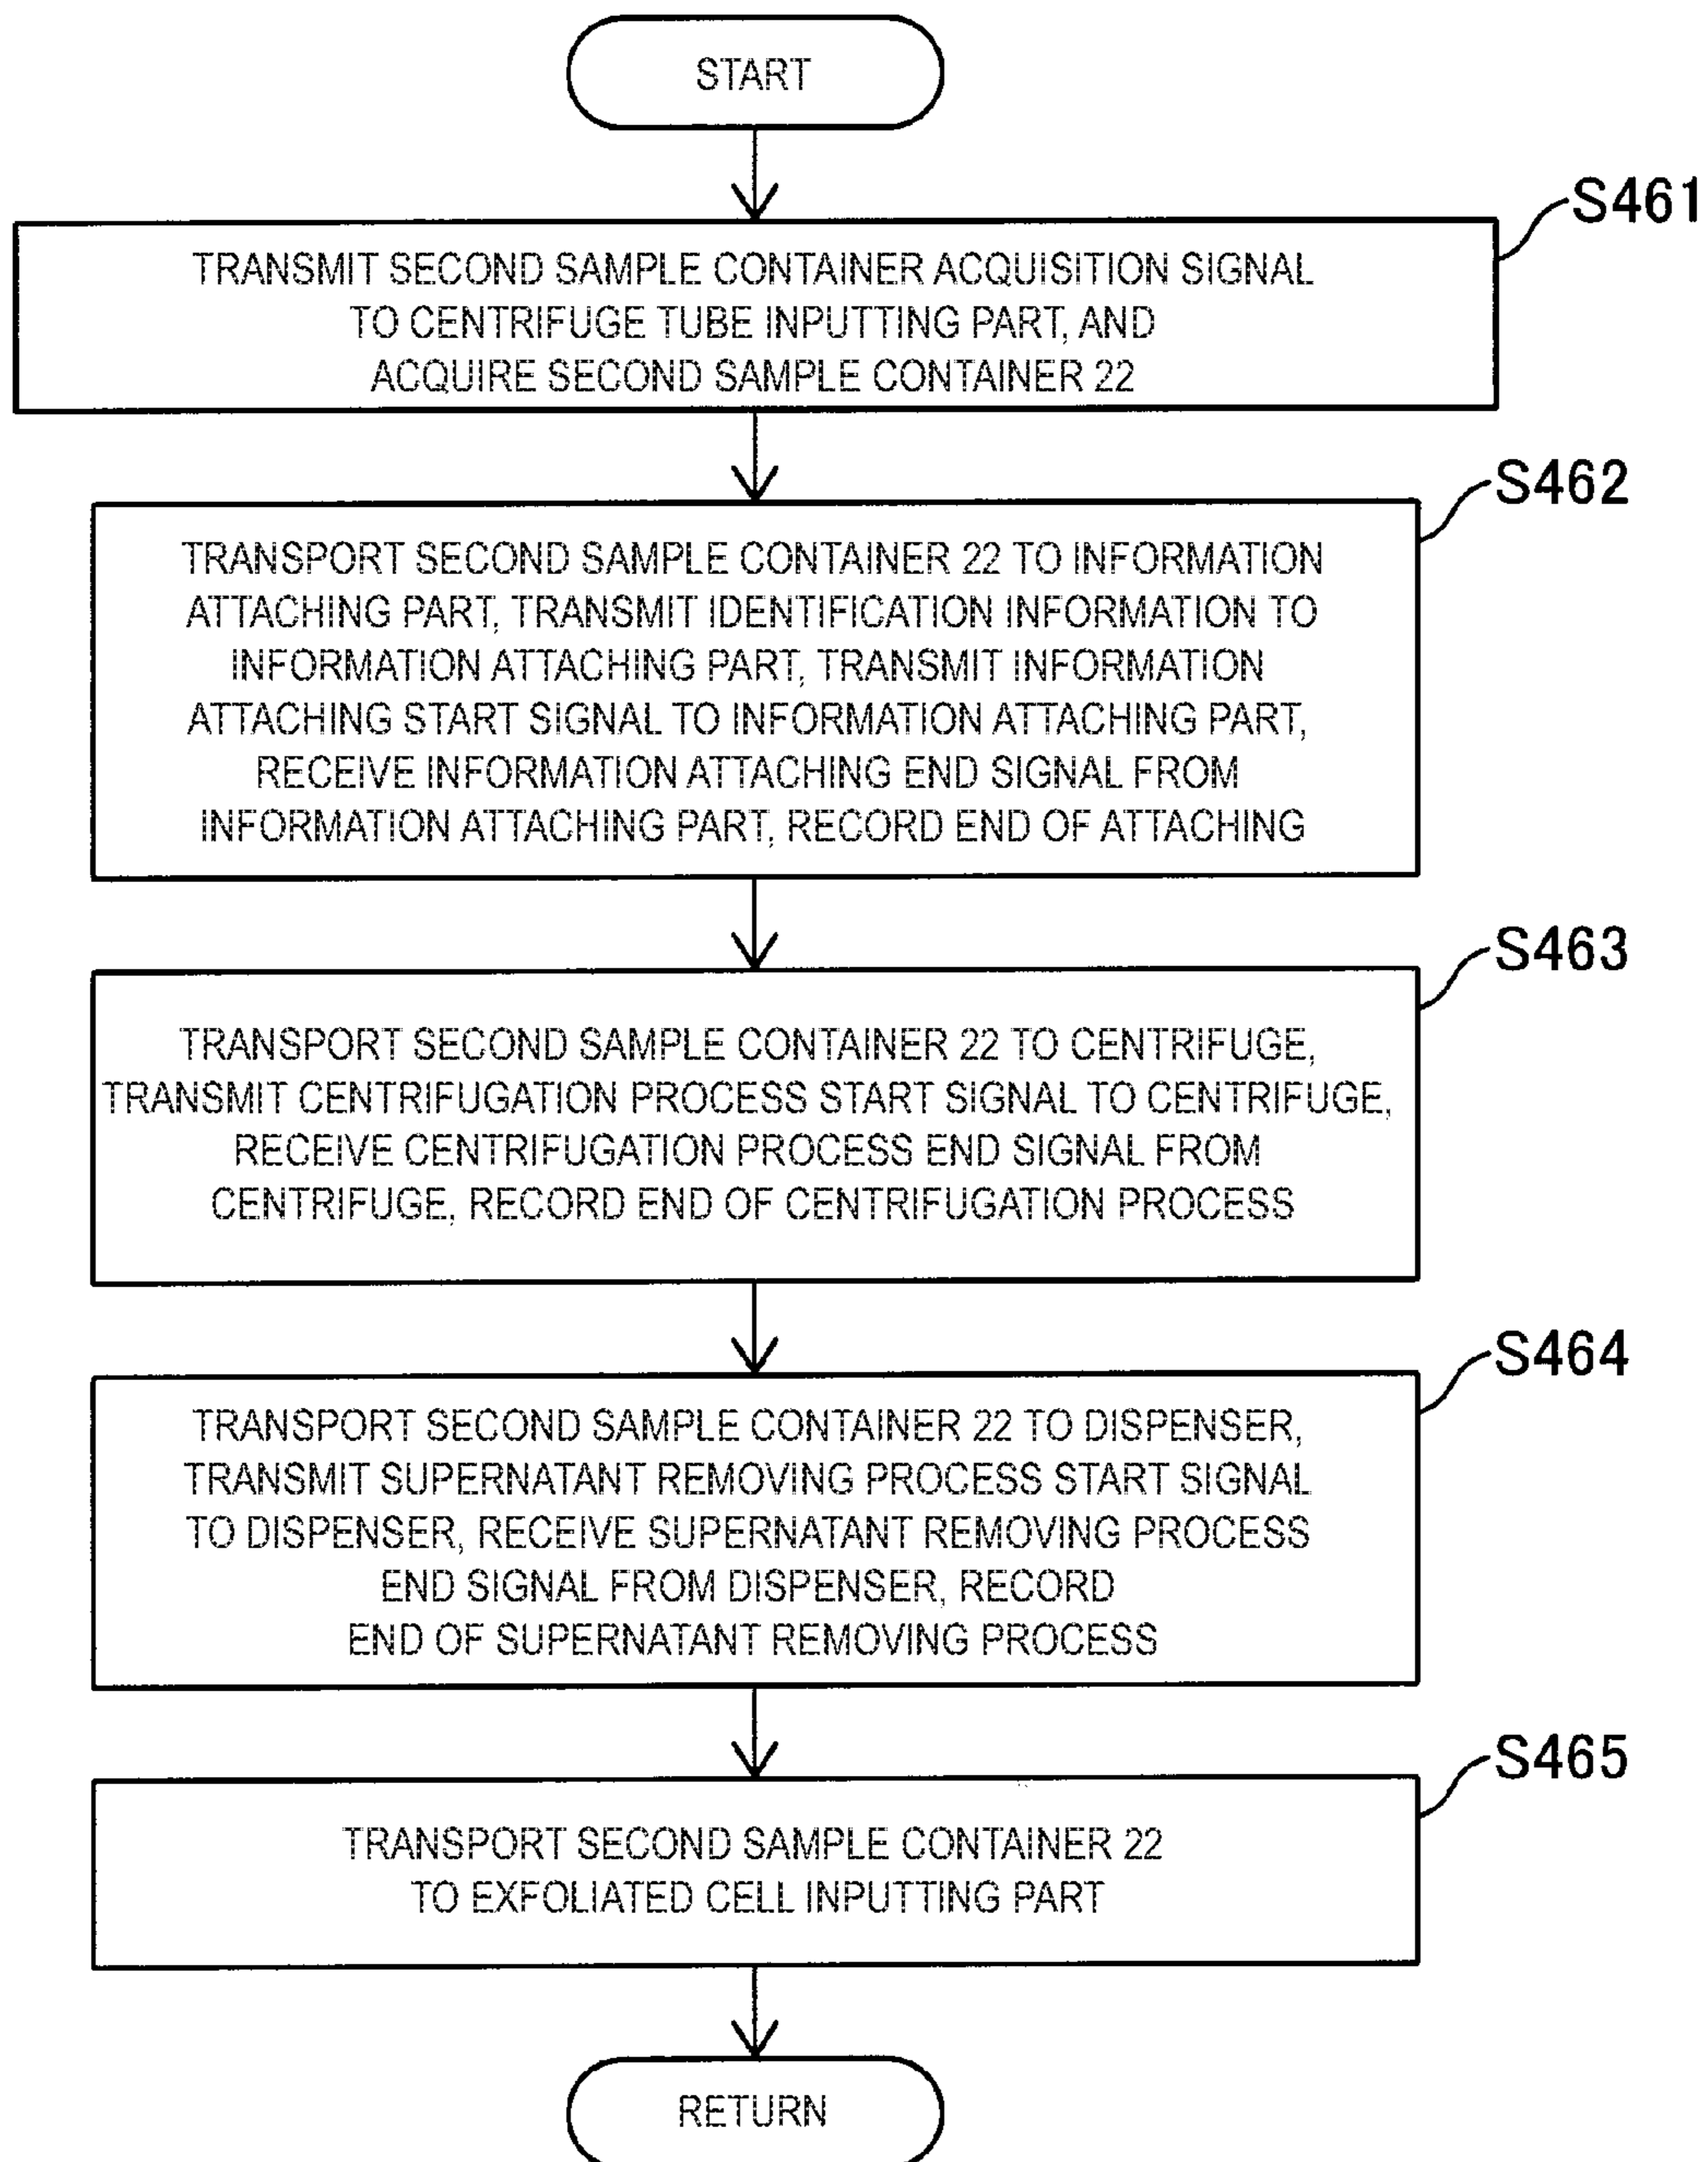 START
S461
TRANSMIT SECOND SAMPLE CONTAINER ACQUISITION SIGNAL
TO CENTRIFUGE TUBE INPUTTING PART, AND
ACQUIRE SECOND SAMPLE CONTAINER 22
S462
TRANSPORT SECOND SAMPLE CONTAINER 22 TO INFORMATION
ATTACHING PART, TRANSMIT IDENTIFICATION INFORMATION TO
INFORMATION ATTACHING PART, TRANSMIT INFORMATION
ATTACHING START SIGNAL TO INFORMATION ATTACHING PART,
RECEIVE INFORMATION ATTACHING END SIGNAL FROM
INFORMATION ATTACHING PART, RECORD END OF ATTACHING
S463
TRANSPORT SECOND SAMPLE CONTAINER 22 TO CENTRIFUGE,
TRANSMIT CENTRIFUGATION PROCESS START SIGNAL TO CENTRIFUGE,
RECEIVE CENTRIFUGATION PROCESS END SIGNAL FROM
CENTRIFUGE, RECORD END OF CENTRIFUGATION PROCESS
S464
TRANSPORT SECOND SAMPLE CONTAINER 22 TO DISPENSER,
TRANSMIT SUPERNATANT REMOVING PROCESS START SIGNAL
TO DISPENSER, RECEIVE SUPERNATANT REMOVING PROCESS
END SIGNAL FROM DISPENSER, RECORD
END OF SUPERNATANT REMOVING PROCESS
S465
TRANSPORT SECOND SAMPLE CONTAINER 22
TO EXFOLIATED CELL INPUTTING PART
RETURN